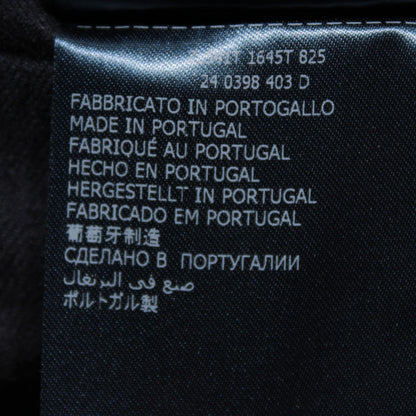 1645T 825
24 0398 403 D
FABBRICATO IN PORTOGALLO
MADE IN PORTUGAL
FABRIQUÉ AU PORTUGAL
HECHO EN PORTUGAL
HERGESTELLT IN PORTUGAL
FABRICADO EM PORTUGAL
葡萄牙制造
СДЕЛАНО В ПОРТУГАЛИИ
صنع في البرتغال
ポルトガル製